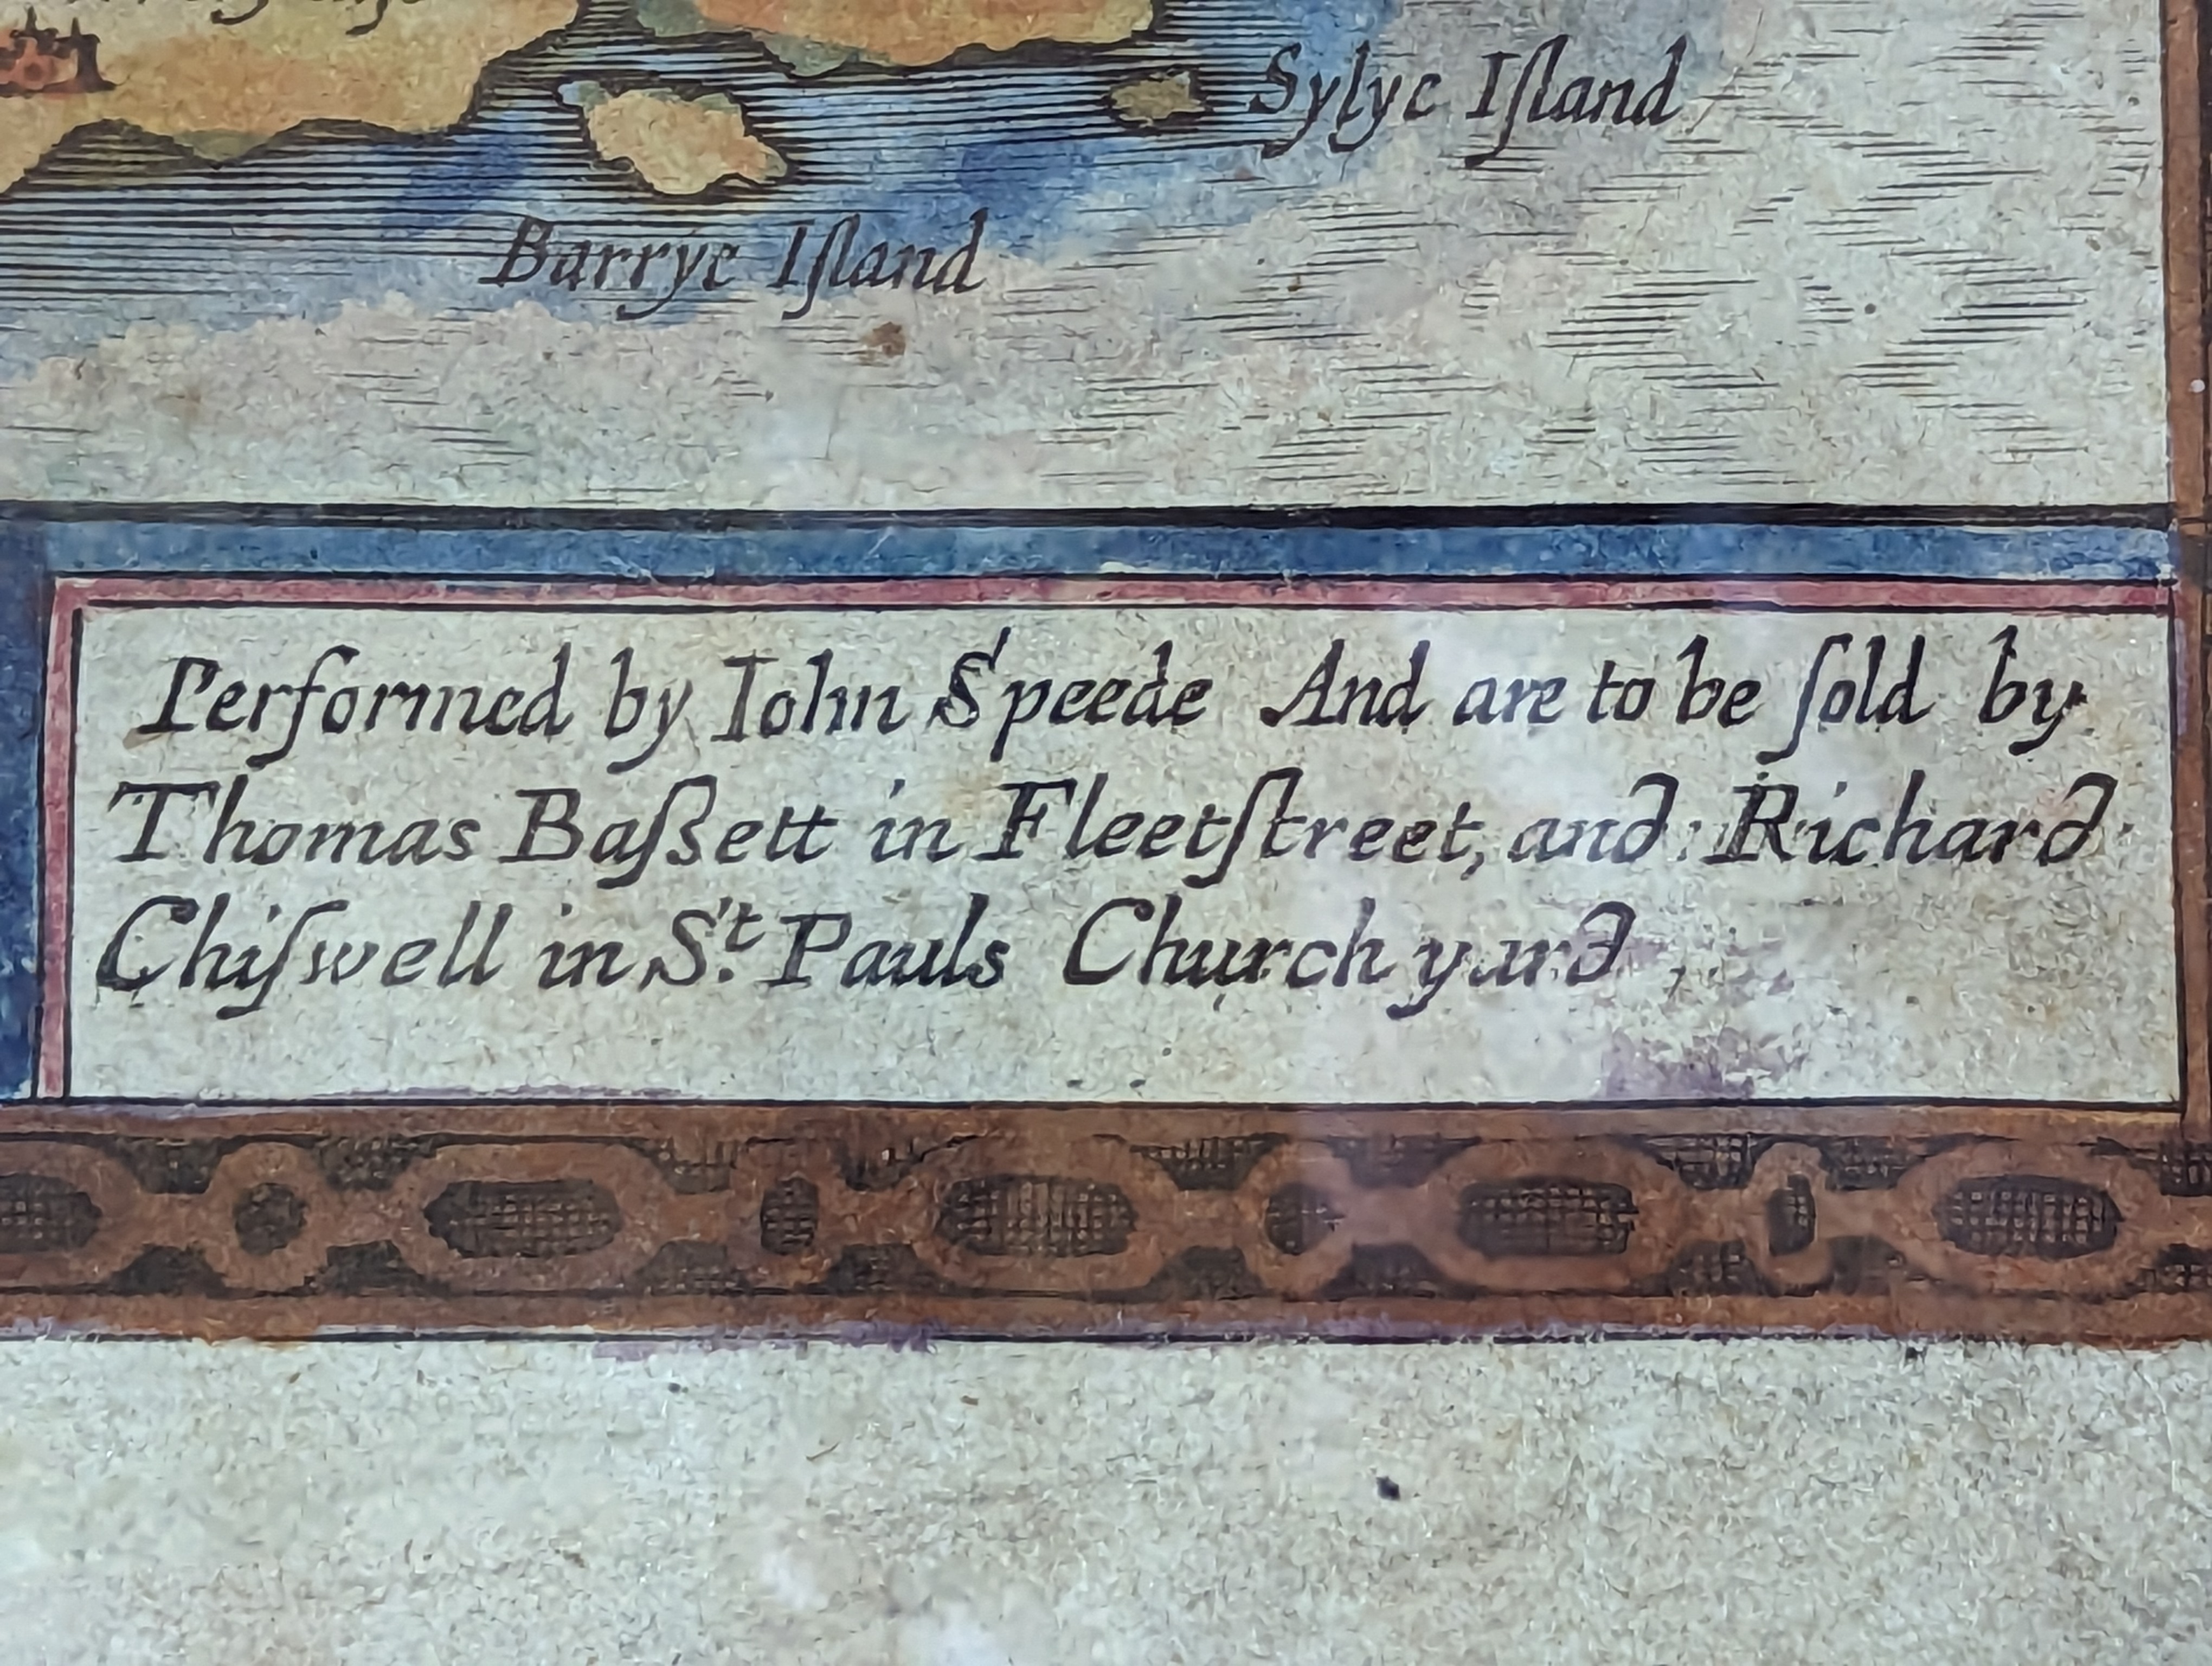 Sylye Iſland
Barrye Iſland
Performed by Iohn Speede And are to be ſold by
Thomas Baſsett in Fleetſtreet, and Richard
Chiſwell in St. Pauls Church yard